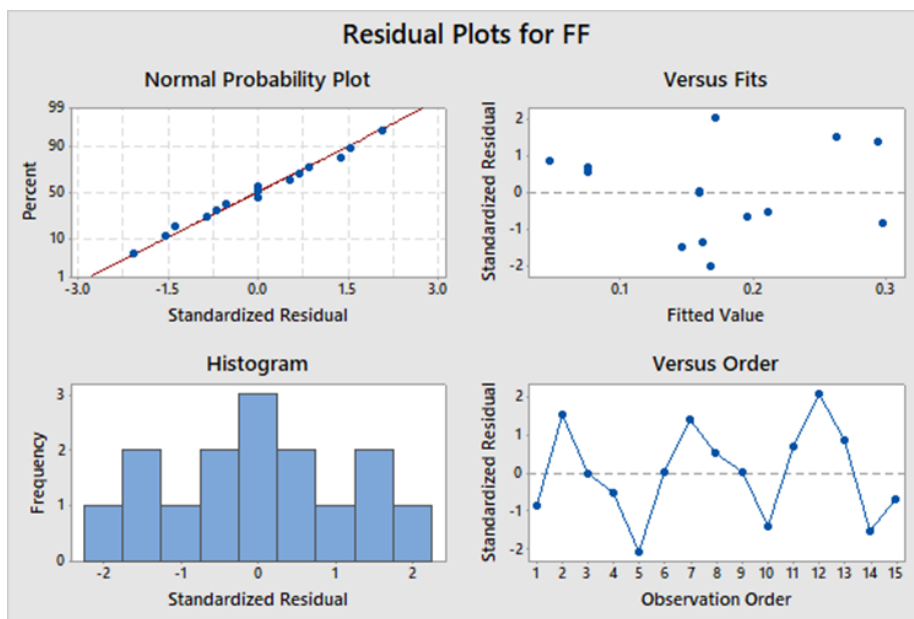 Residual Plots for FF
Normal Probability Plot
Percent
99
90
50
10
1
-3.0 -1.5 0.0 1.5 3.0
Standardized Residual
Versus Fits
Standardized Residual
2
1
0
-1
-2
0.1 0.2 0.3
Fitted Value
Histogram
Frequency
3
2
1
0
-2 -1 0 1 2
Standardized Residual
Versus Order
Standardized Residual
2
1
0
-1
-2
1 2 3 4 5 6 7 8 9 10 11 12 13 14 15
Observation Order